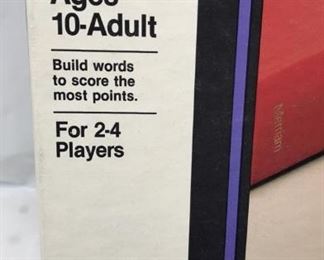 Ages
10-Adult
Build words
to score the
most points.
For 2-4
Players
Merriam